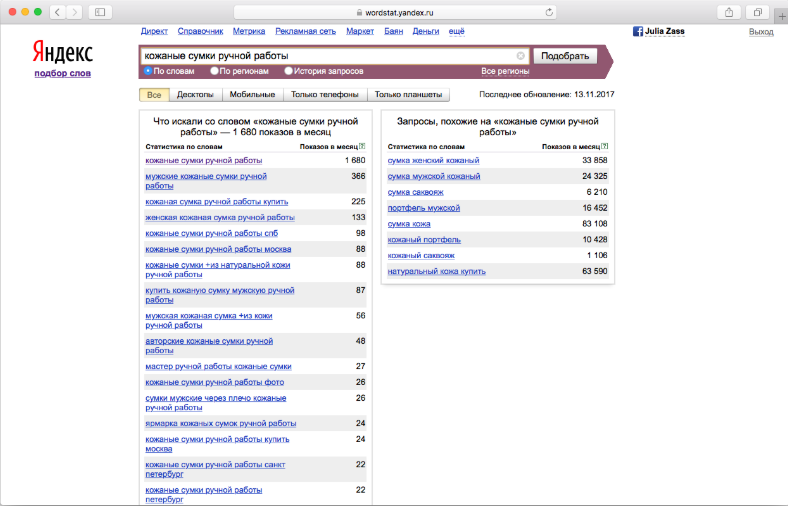 wordstat.yandex.ru
Директ Справочник Метрика Рекламная сеть Маркет Баян Деньги ещё
Julia Zass
Выход
Яндекс
подбор слов
кожаные сумки ручной работы
Подобрать
По словам По регионам История запросов Все регионы
Все Десктопы Мобильные Только телефоны Только планшеты
Последнее обновление: 13.11.2017
Что искали со словом «кожаные сумки ручной
работы» — 1 680 показов в месяц
Статистика по словам Показов в месяц ?
кожаные сумки ручной работы 1 680
мужские кожаные сумки ручной 366
работы
кожаная сумка ручной работы купить 225
женская кожаная сумка ручной работы 133
кожаные сумки ручной работы спб 98
кожаные сумки ручной работы москва 88
кожаные сумки +из натуральной кожи 88
ручной работы
купить кожаную сумку мужскую ручной 87
работы
мужская кожаная сумка +из кожи 56
ручной работы
авторские кожаные сумки ручной 48
работы
мастер ручной работы кожаные сумки 27
кожаные сумки ручной работы фото 26
сумки мужские через плечо кожаные 26
ручной работы
ярмарка кожаных сумок ручной работы 24
кожаные сумки ручной работы купить 24
москва
кожаные сумки ручной работы санкт 22
петербург
кожаные сумки ручной работы 22
петербург
Запросы, похожие на «кожаные сумки ручной
работы»
Статистика по словам Показов в месяц ?
сумка женский кожаный 33 858
сумка мужской кожаный 24 325
сумка саквояж 6 210
портфель мужской 16 452
сумка кожа 83 108
кожаный портфель 10 428
кожаный саквояж 1 106
натуральный кожа купить 63 590